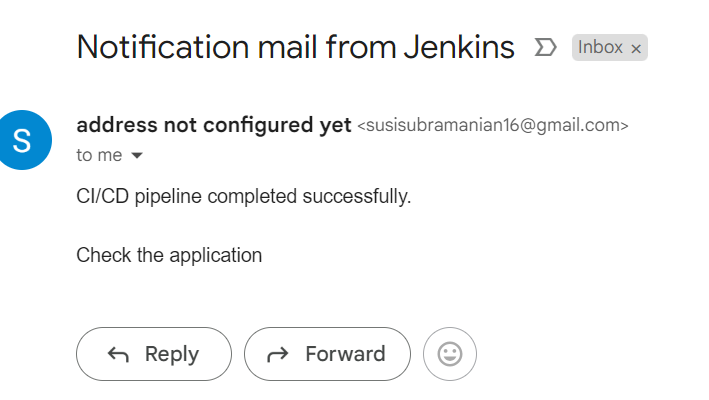 Notification mail from Jenkins Inbox ×
S
address not configured yet <susisubramanian16@gmail.com>
to me
CI/CD pipeline completed successfully.
Check the application
Reply Forward